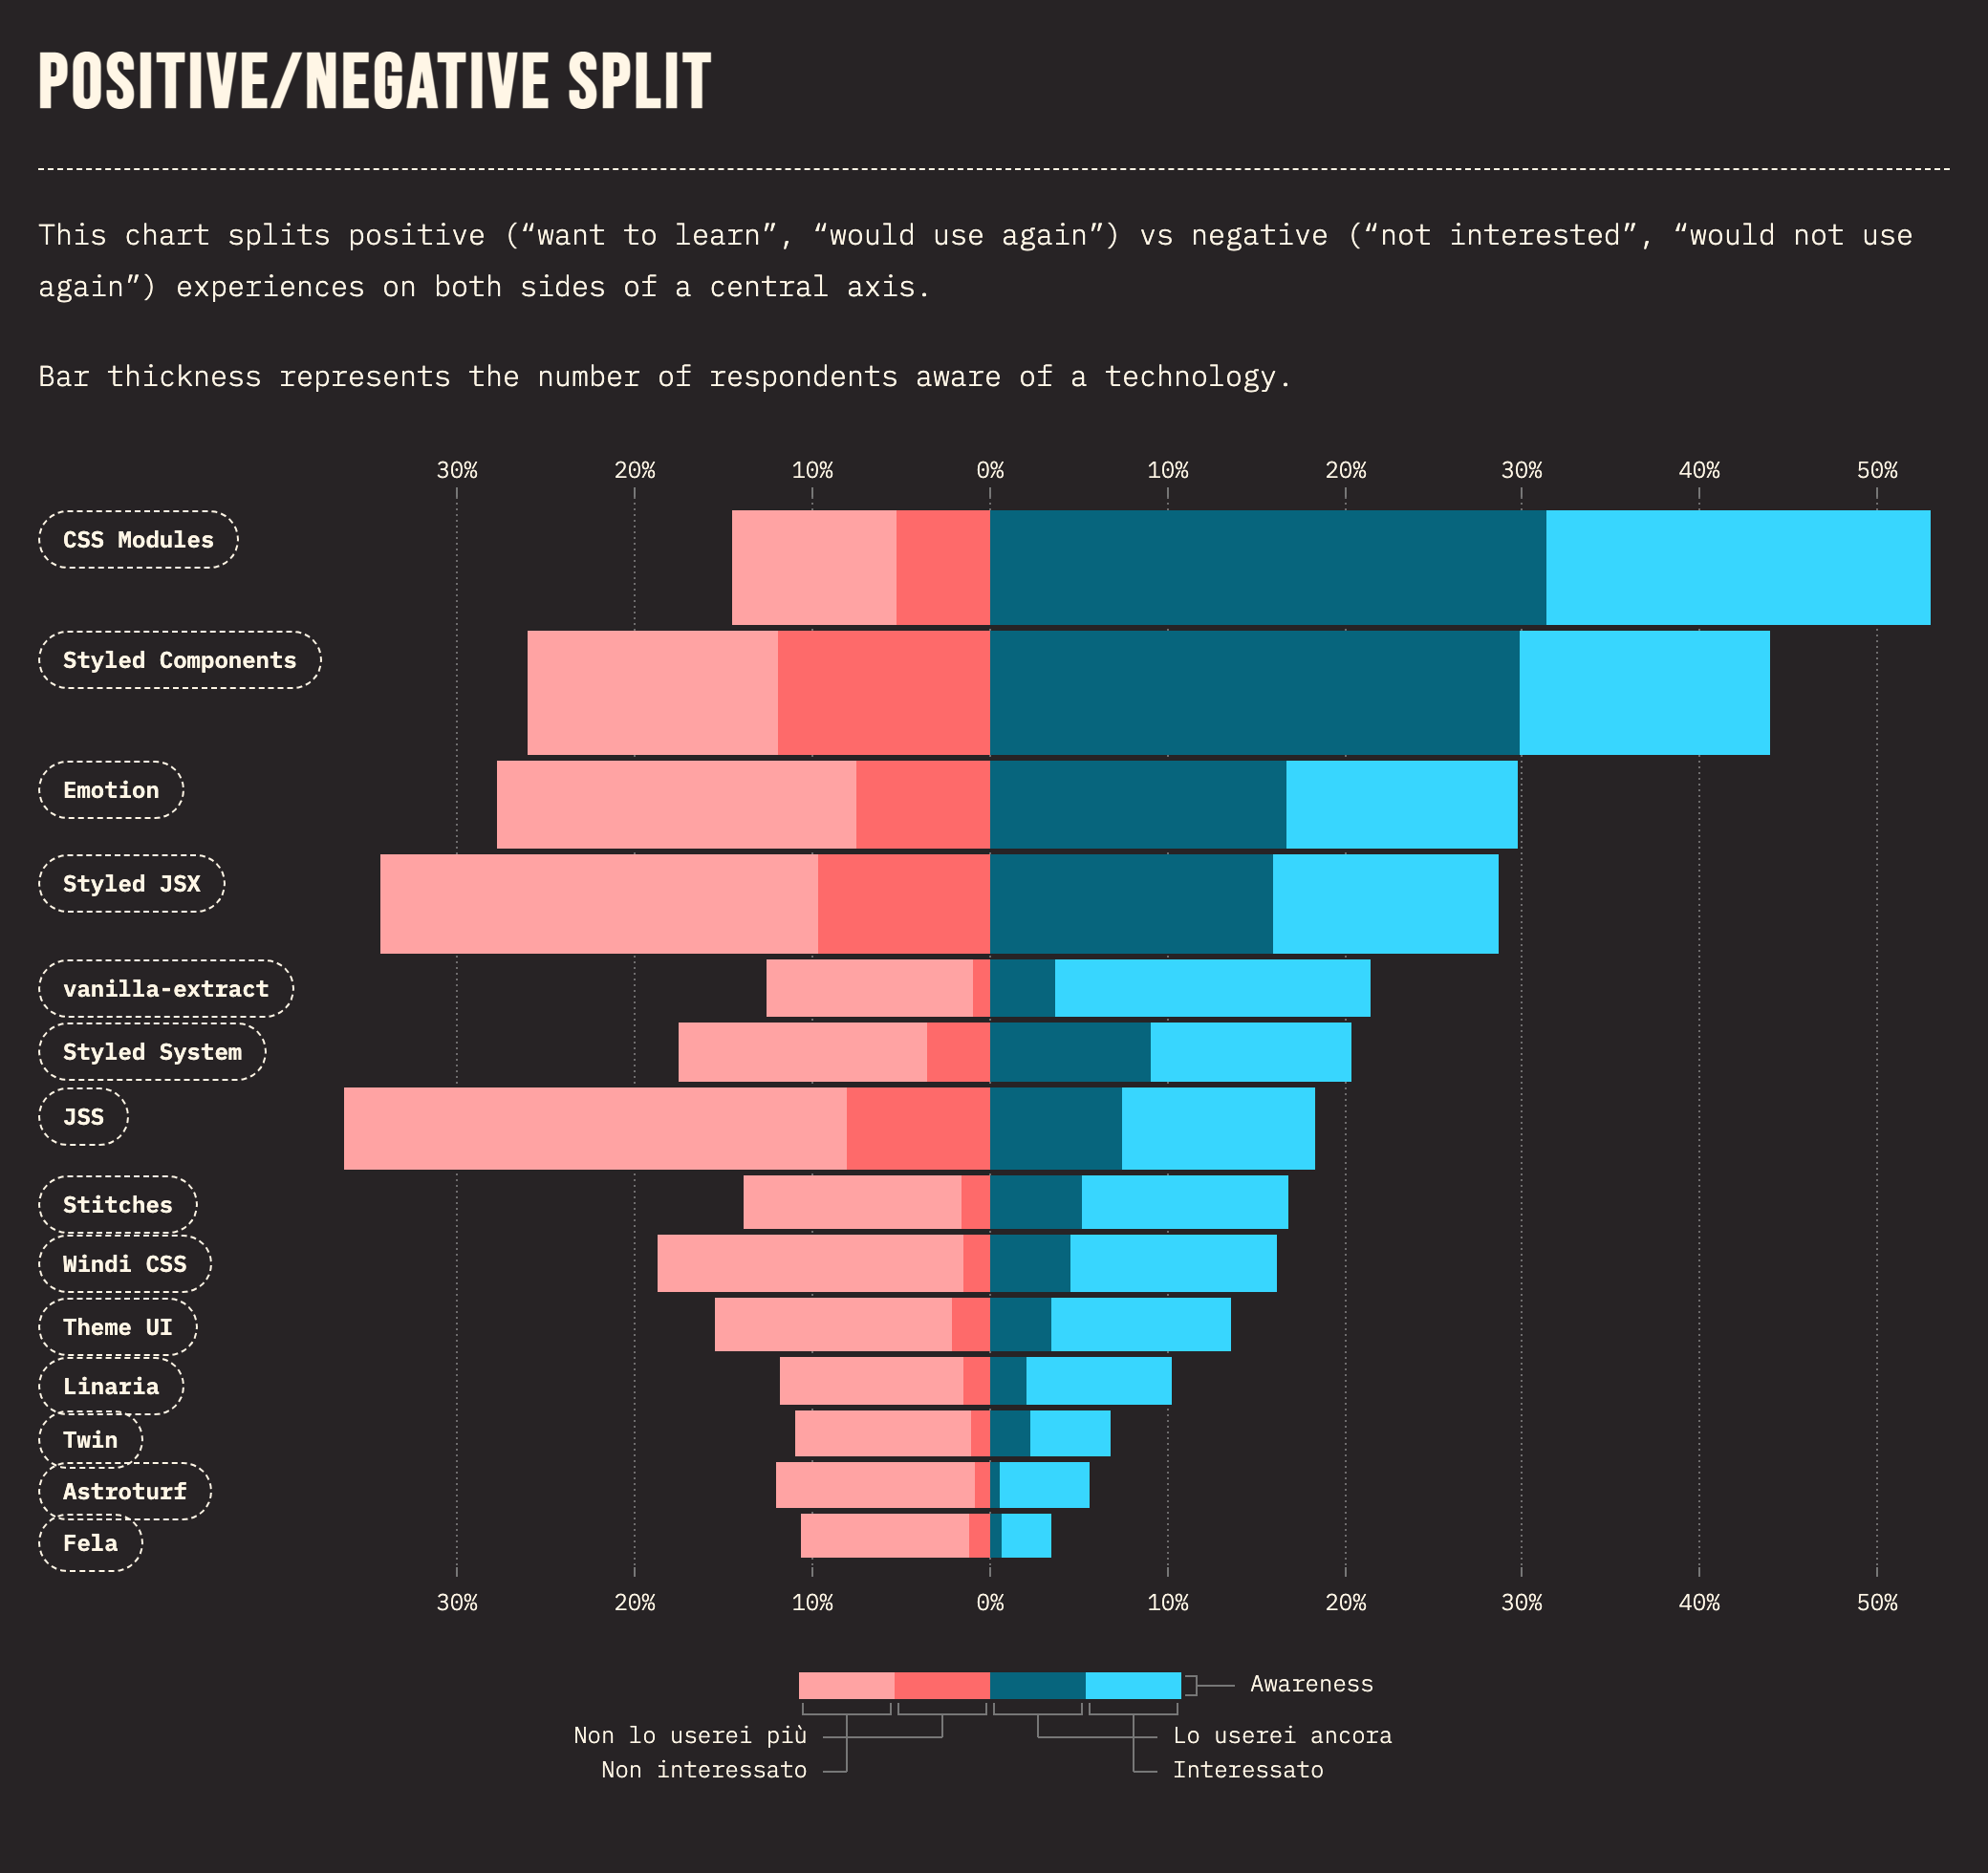 POSITIVE/NEGATIVE SPLIT
This chart splits positive (“want to learn”, “would use again”) vs negative (“not interested”, “would not use
again”) experiences on both sides of a central axis.
Bar thickness represents the number of respondents aware of a technology.
30% 20% 10% 0% 10% 20% 30% 40% 50%
CSS Modules
Styled Components
Emotion
Styled JSX
vanilla-extract
Styled System
JSS
Stitches
Windi CSS
Theme UI
Linaria
Twin
Astroturf
Fela
30% 20% 10% 0% 10% 20% 30% 40% 50%
Awareness
Non lo userei più Lo userei ancora
Non interessato Interessato